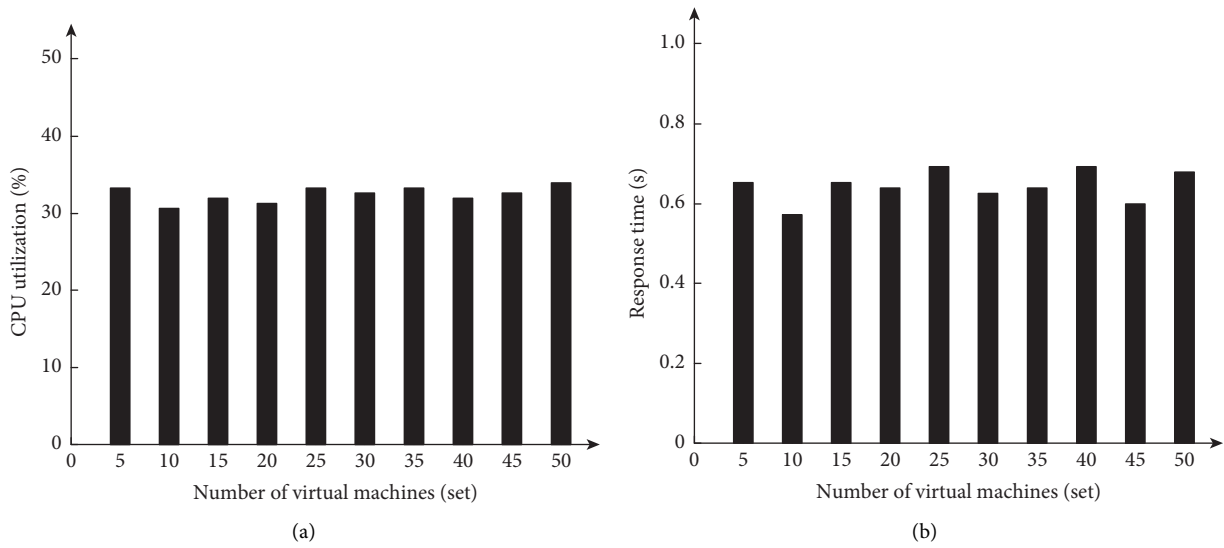 CPU utilization (%)
50
40
30
20
10
0
0 5 10 15 20 25 30 35 40 45 50
Number of virtual machines (set)
(a)
Response time (s)
1.0
0.8
0.6
0.4
0.2
0
0 5 10 15 20 25 30 35 40 45 50
Number of virtual machines (set)
(b)